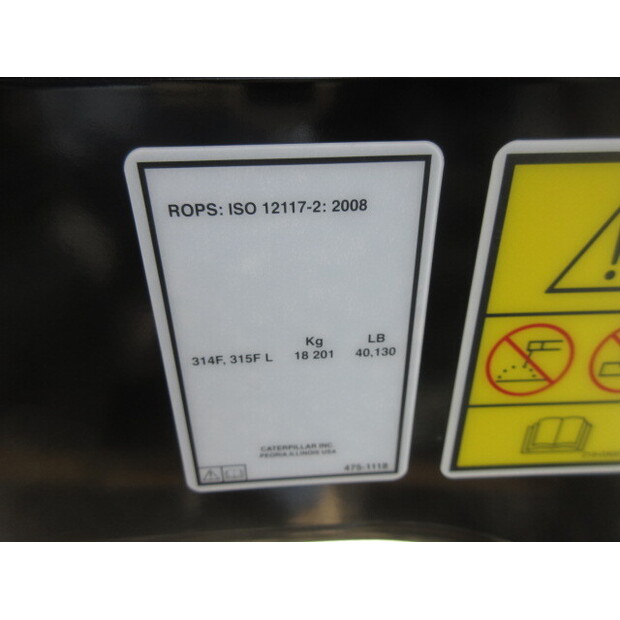 ROPS: ISO 12117-2: 2008
Kg LB
314F, 315F L 18 201 40,130
CATERPILLAR INC.
PEORIA ILLINOIS USA
475-1118